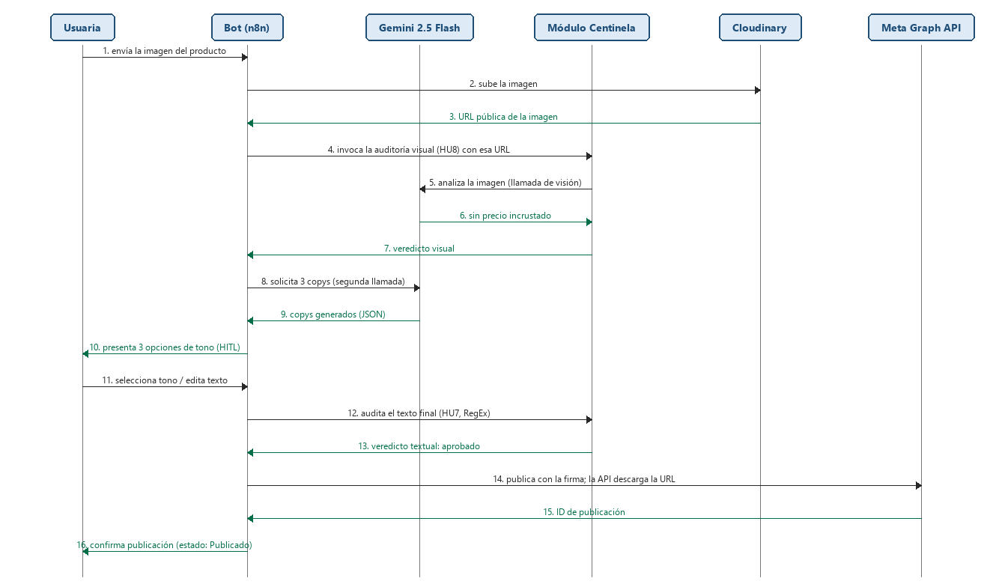 Usuaria
Bot (n8n)
Gemini 2.5 Flash
Módulo Centinela
Cloudinary
Meta Graph API
1. envía la imagen del producto
2. sube la imagen
3. URL pública de la imagen
4. invoca la auditoría visual (HU8) con esa URL
5. analiza la imagen (llamada de visión)
6. sin precio incrustado
7. veredicto visual
8. solicita 3 copys (segunda llamada)
9. copys generados (JSON)
10. presenta 3 opciones de tono (HITL)
11. selecciona tono / edita texto
12. audita el texto final (HU7, RegEx)
13. veredicto textual: aprobado
14. publica con la firma; la API descarga la URL
15. ID de publicación
16. confirma publicación (estado: Publicado)